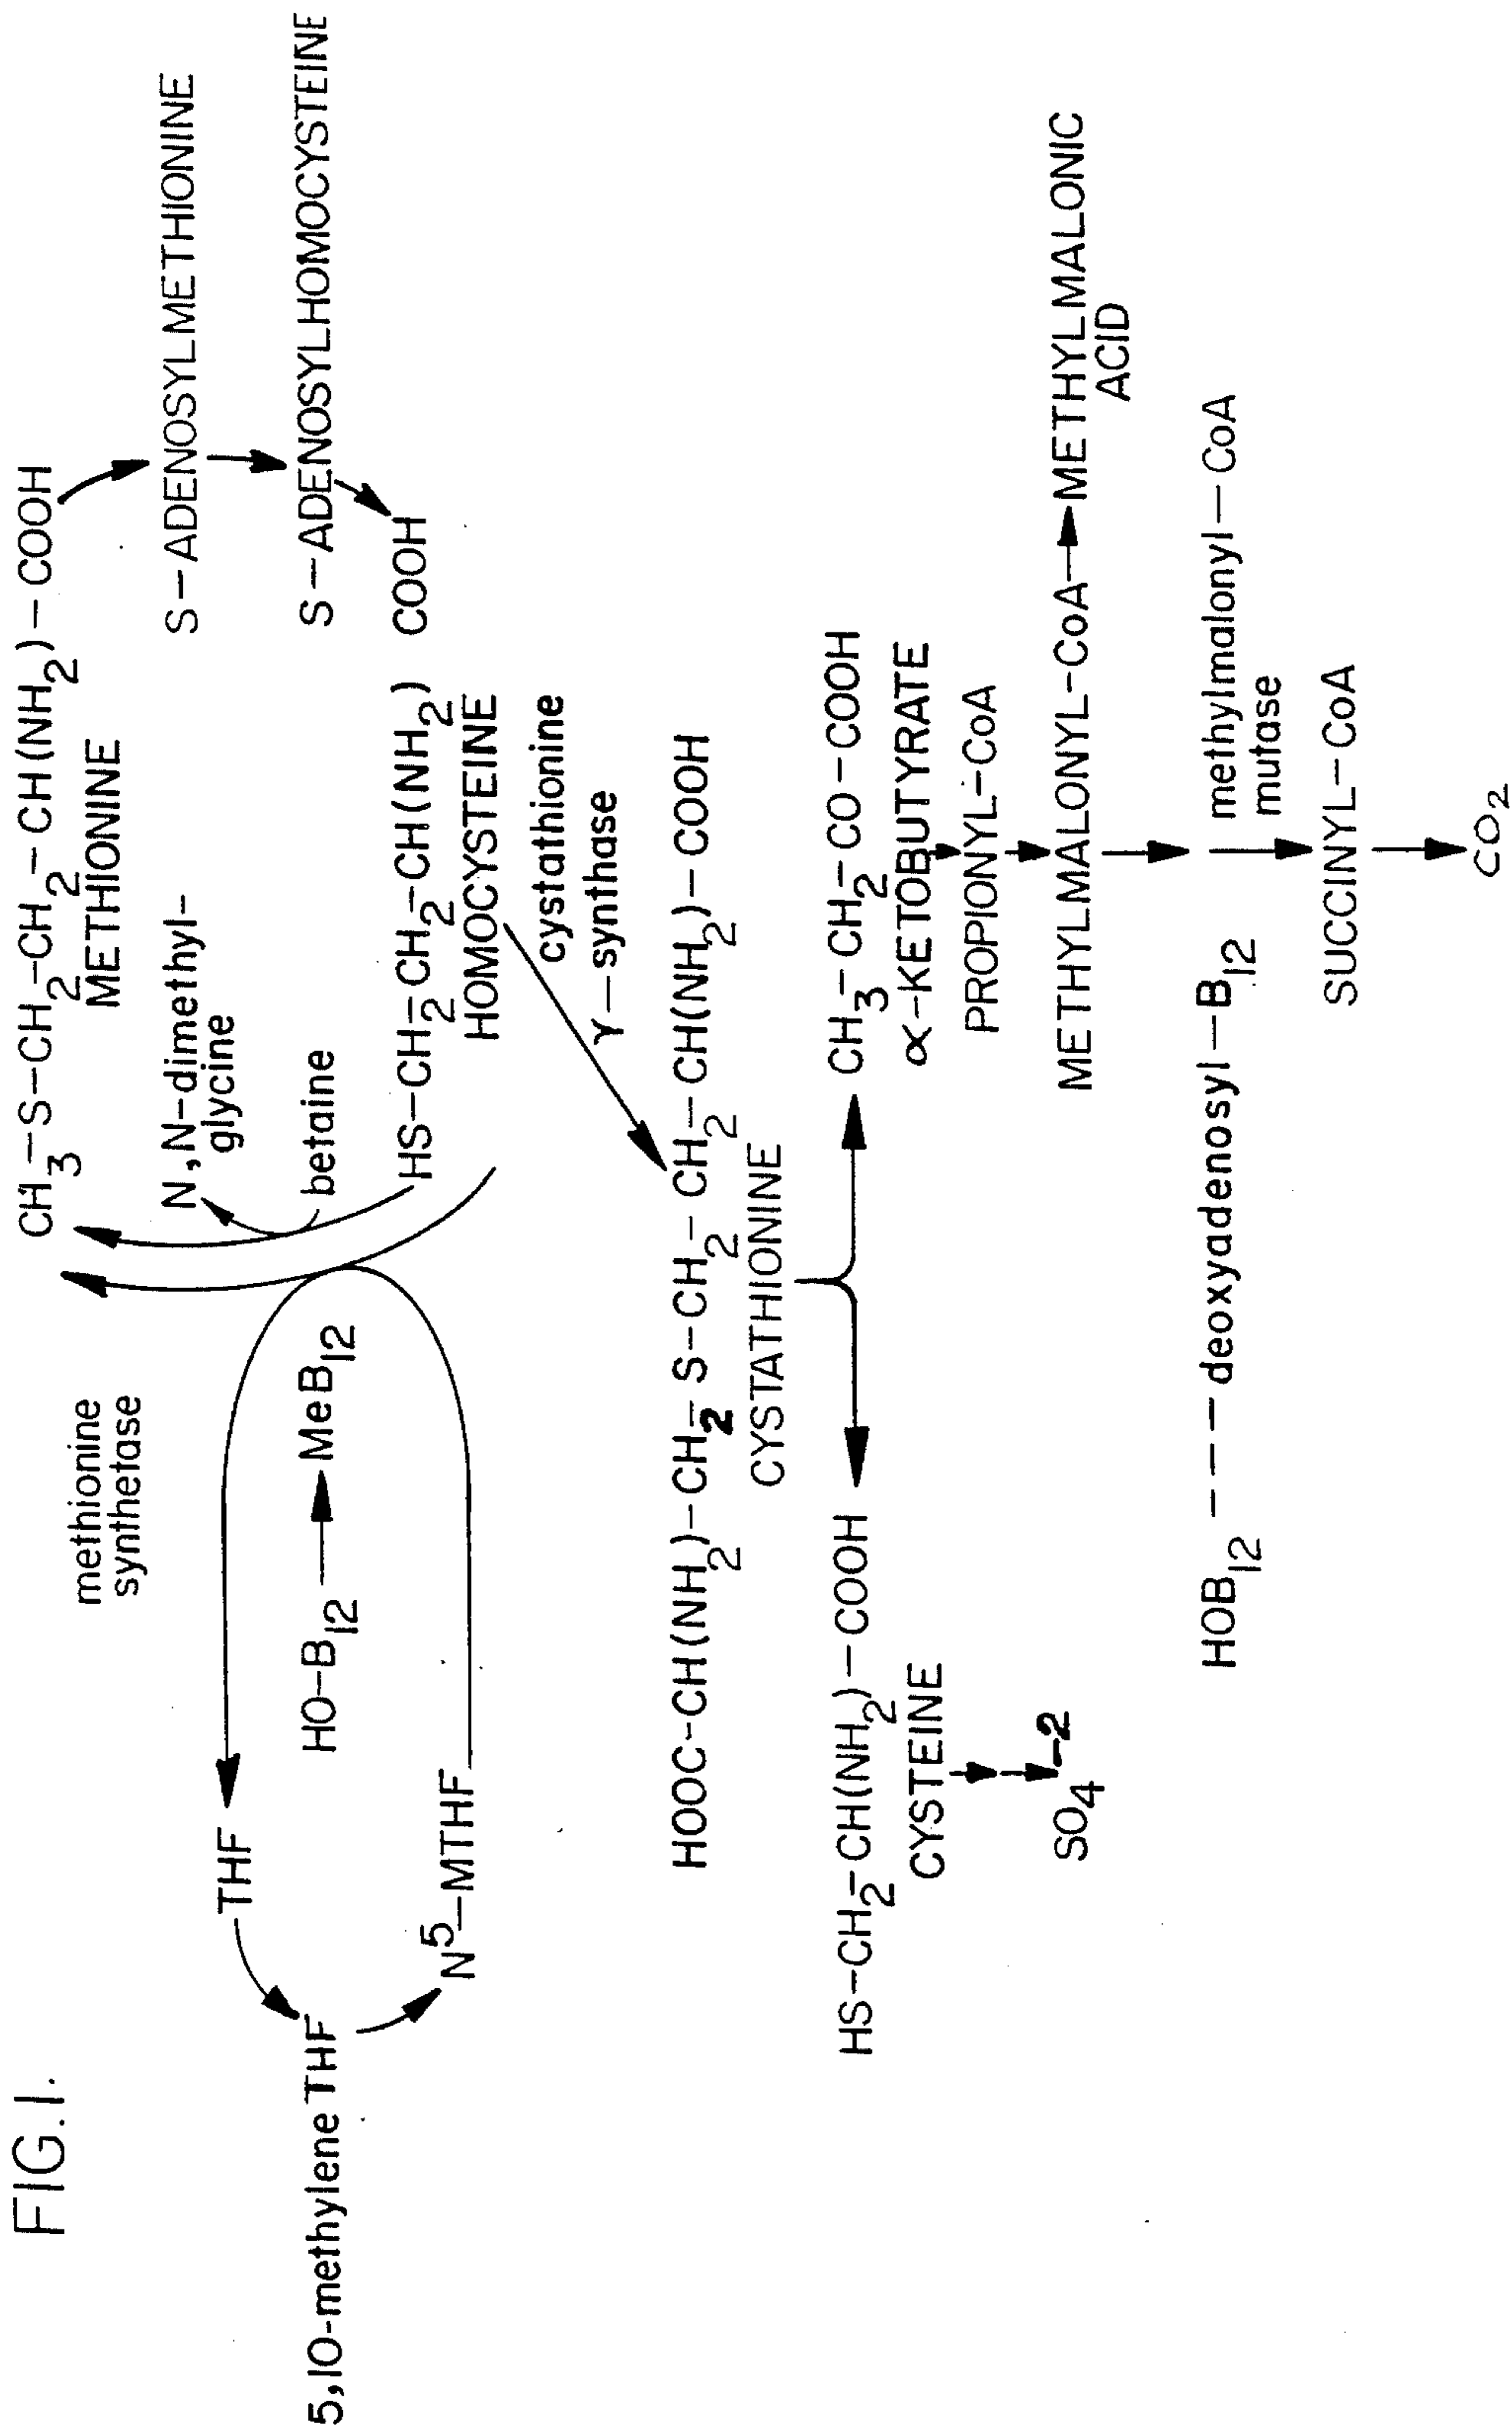 FIG.1.
CH3-S-CH2-CH2-CH(NH2)-COOH
METHIONINE
methionine
synthetase
N,N-dimethyl-
glycine
betaine
S-ADENOSYLMETHIONINE
S-ADENOSYLHOMOCYSTEINE
THF
HO-B12
MeB12
5,10-methylene THF
N5-MTHF
HS-CH2-CH2-CH(NH2) COOH
HOMOCYSTEINE
cystathionine
γ-synthase
HOOC-CH(NH2)-CH2-S-CH2-CH2-CH(NH2)-COOH
CYSTATHIONINE
HS-CH2-CH(NH2)-COOH
CYSTEINE
SO4-2
CH3-CH2-CO-COOH
α-KETOBUTYRATE
PROPIONYL-CoA
METHYLMALONYL-CoA
METHYLMALONIC
ACID
HOB12 --- deoxyadenosyl-B12
methylmalonyl-CoA
mutase
SUCCINYL-CoA
CO2